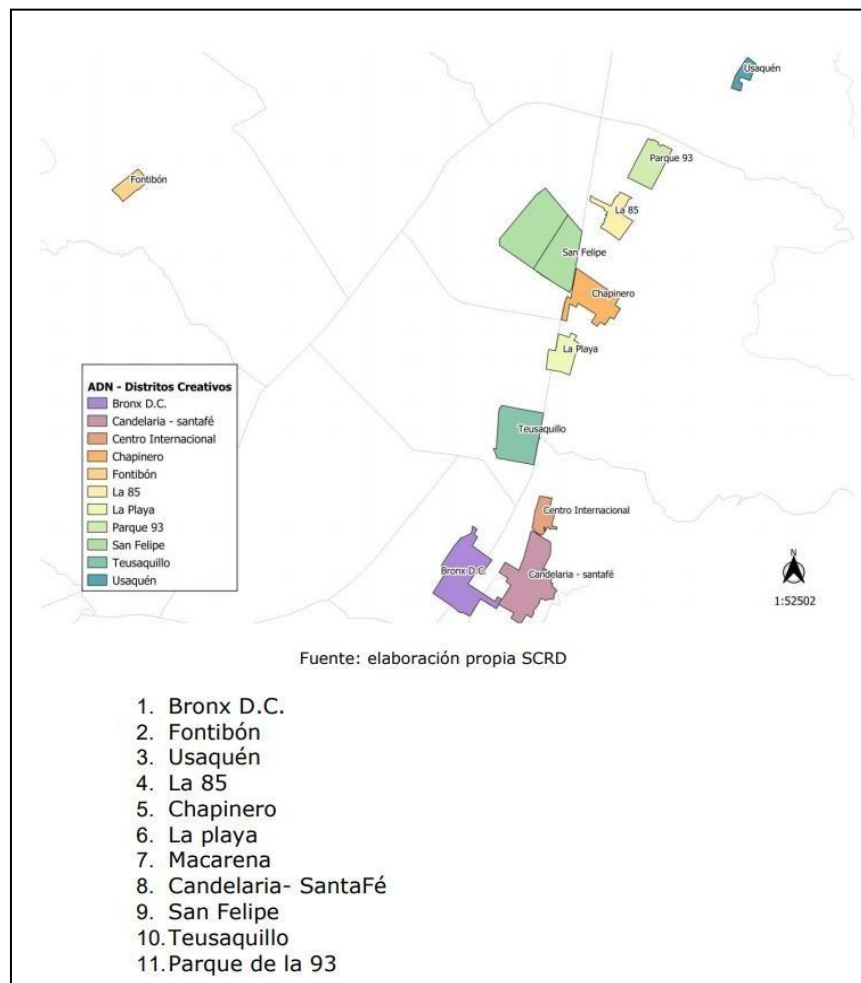 Usaquén
Parque 93
Fontibón
La 85
San Felipe
Chapinero
La Playa
ADN - Distritos Creativos
Bronx D.C.
Candelaria - santafé
Centro Internacional
Chapinero
Fontibón
La 85
La Playa
Parque 93
San Felipe
Teusaquillo
Usaquén
Teusaquillo
Centro Internacional
Bronx D.C.
Candelaria - santafé
N
1:52502
Fuente: elaboración propia SCRD
1. Bronx D.C.
2. Fontibón
3. Usaquén
4. La 85
5. Chapinero
6. La playa
7. Macarena
8. Candelaria- SantaFé
9. San Felipe
10. Teusaquillo
11. Parque de la 93